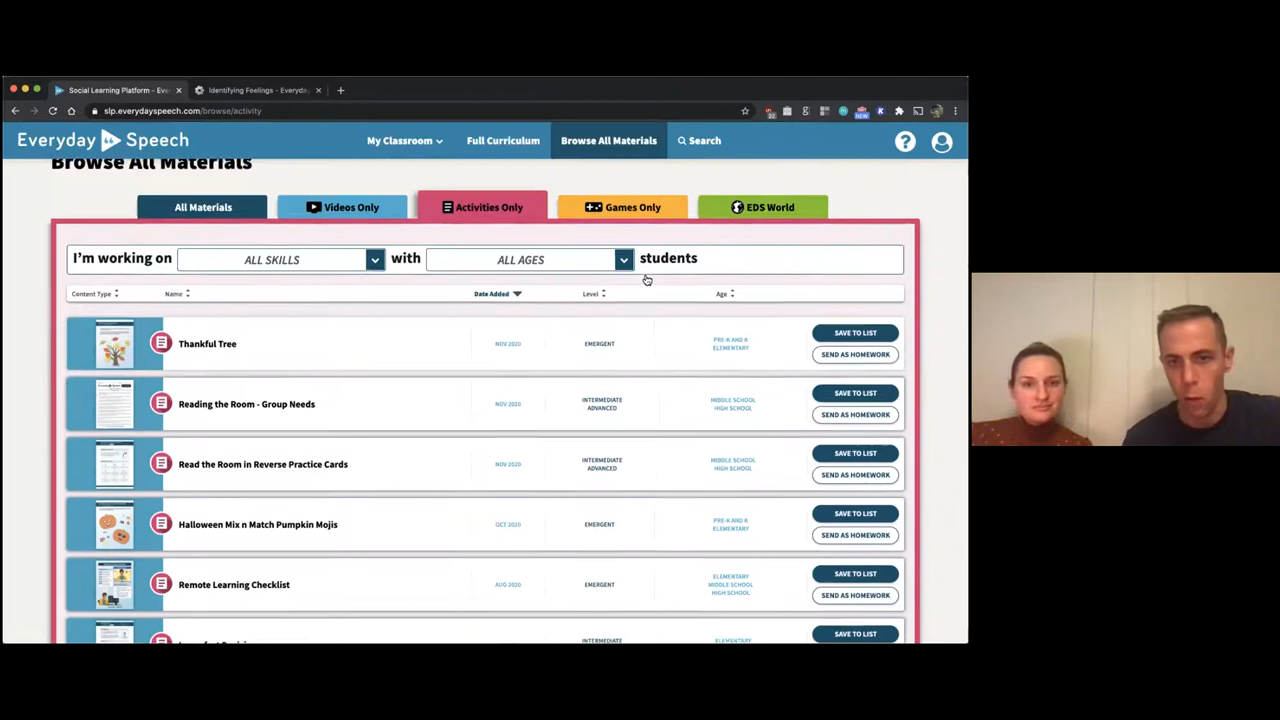 Social Learning Platform - Eve
Identifying Feelings - Everyda
slp.everydayspeech.com/browse/activity
Everyday Speech
My Classroom
Full Curriculum
Browse All Materials
Search
Browse All Materials
All Materials
Videos Only
Activities Only
Games Only
EDS World
I'm working on ALL SKILLS with ALL AGES students
Content Type
Name
Date Added
Level
Age
Thankful Tree
NOV 2020
EMERGENT
PRE-K AND K
ELEMENTARY
SAVE TO LIST
SEND AS HOMEWORK
Reading the Room - Group Needs
NOV 2020
INTERMEDIATE
ADVANCED
MIDDLE SCHOOL
HIGH SCHOOL
SAVE TO LIST
SEND AS HOMEWORK
Read the Room in Reverse Practice Cards
NOV 2020
INTERMEDIATE
ADVANCED
MIDDLE SCHOOL
HIGH SCHOOL
SAVE TO LIST
SEND AS HOMEWORK
Halloween Mix n Match Pumpkin Mojis
OCT 2020
EMERGENT
PRE-K AND K
ELEMENTARY
SAVE TO LIST
SEND AS HOMEWORK
Remote Learning Checklist
AUG 2020
EMERGENT
ELEMENTARY
MIDDLE SCHOOL
HIGH SCHOOL
SAVE TO LIST
SEND AS HOMEWORK
INTERMEDIATE
ELEMENTARY
SAVE TO LIST